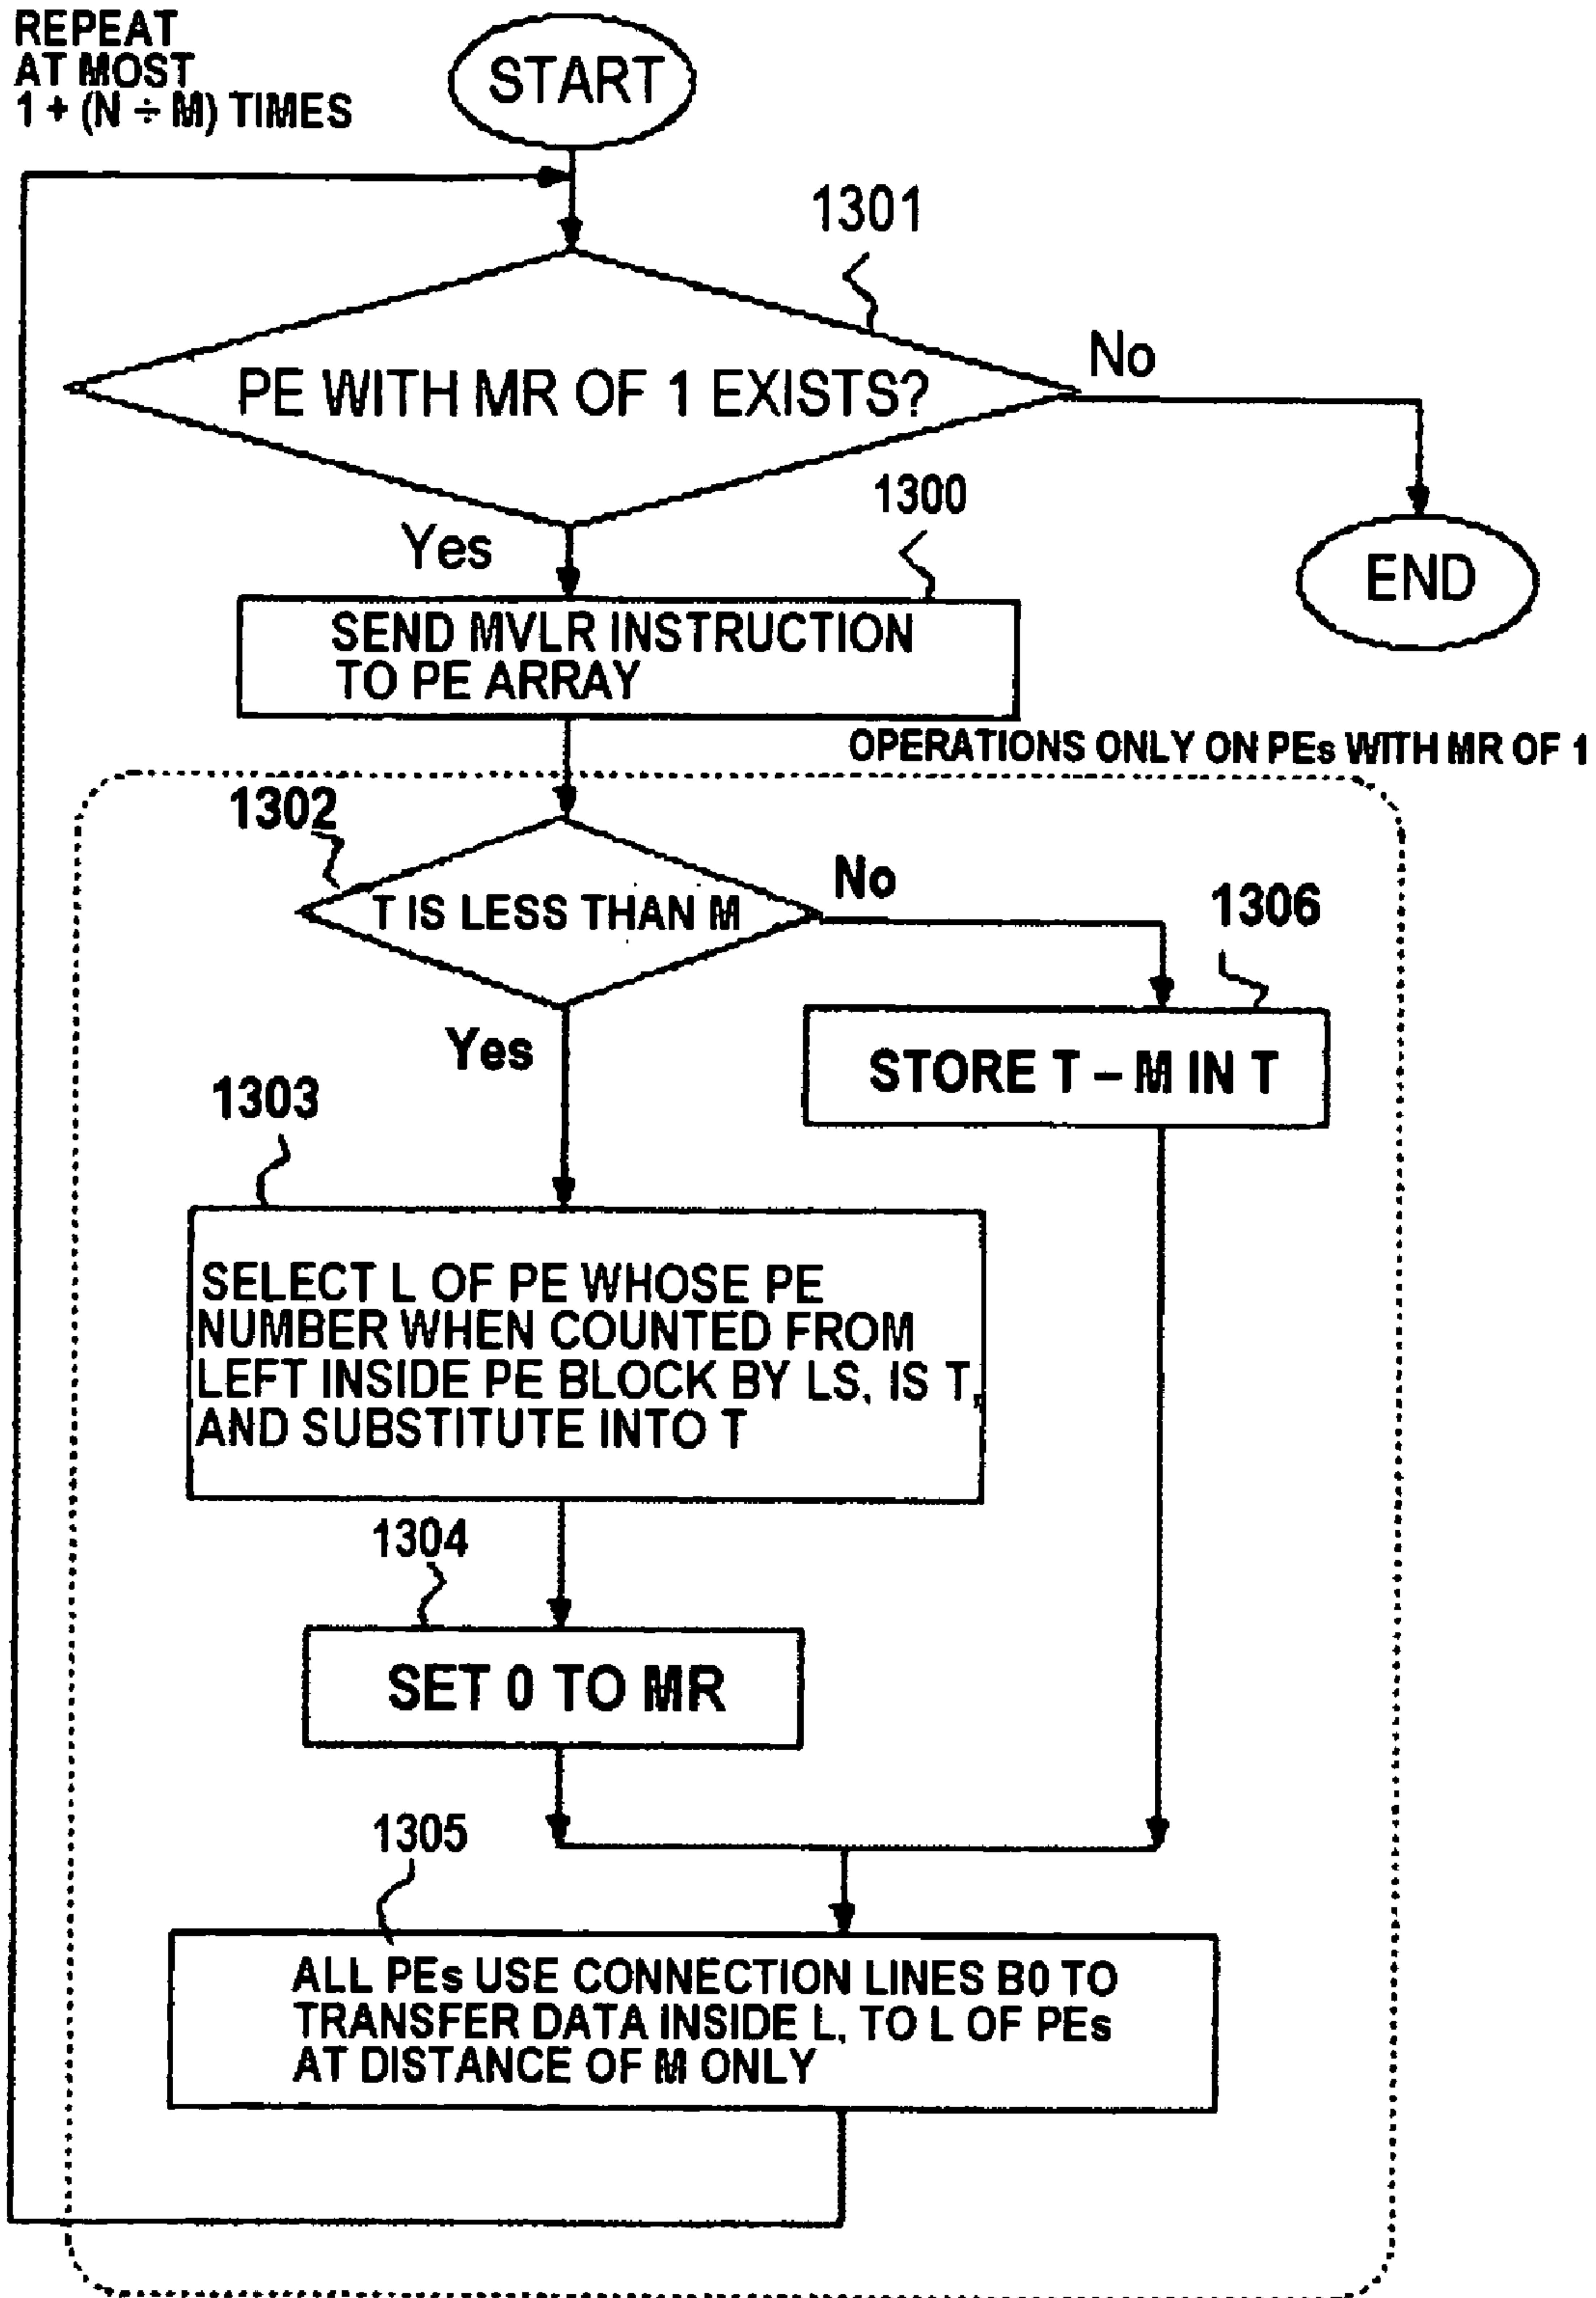 REPEAT
AT MOST
1 + (N ÷ M) TIMES
START
1301
PE WITH MR OF 1 EXISTS?
No
END
Yes
1300
SEND MVLR INSTRUCTION
TO PE ARRAY
OPERATIONS ONLY ON PEs WITH MR OF 1
1302
T IS LESS THAN M
No
1306
STORE T – M IN T
Yes
1303
SELECT L OF PE WHOSE PE
NUMBER WHEN COUNTED FROM
LEFT INSIDE PE BLOCK BY LS, IS T,
AND SUBSTITUTE INTO T
1304
SET 0 TO MR
1305
ALL PEs USE CONNECTION LINES B0 TO
TRANSFER DATA INSIDE L, TO L OF PEs
AT DISTANCE OF M ONLY